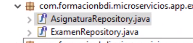 com.formacionbdi.microservicios.app.e
AsignaturaRepository.java
ExamenRepository.java